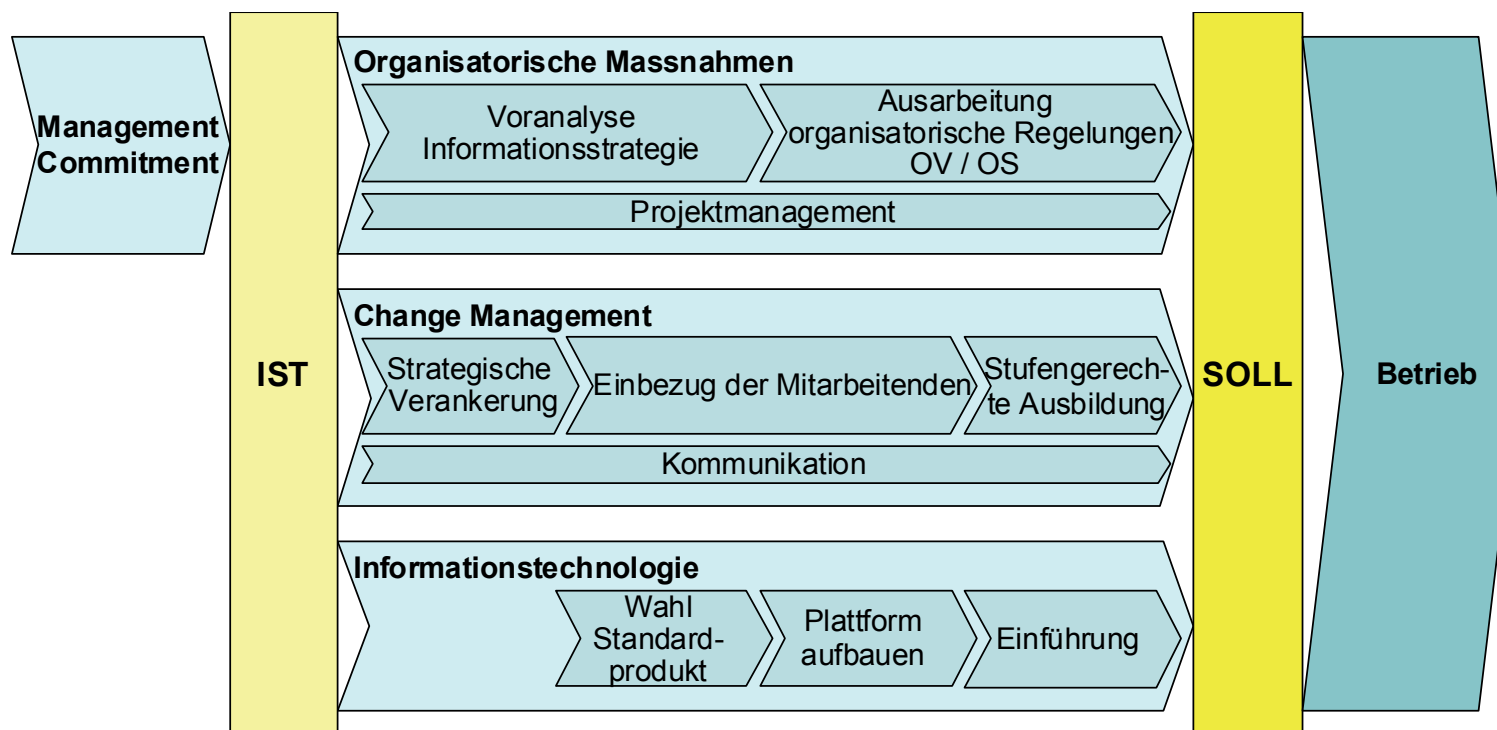 Management
Commitment
IST
Organisatorische Massnahmen
Voranalyse
Informationsstrategie
Ausarbeitung
organisatorische Regelungen
OV / OS
Projektmanagement
Change Management
Strategische
Verankerung
Einbezug der Mitarbeitenden
Stufengerech-
te Ausbildung
Kommunikation
Informationstechnologie
Wahl
Standard-
produkt
Plattform
aufbauen
Einführung
SOLL
Betrieb